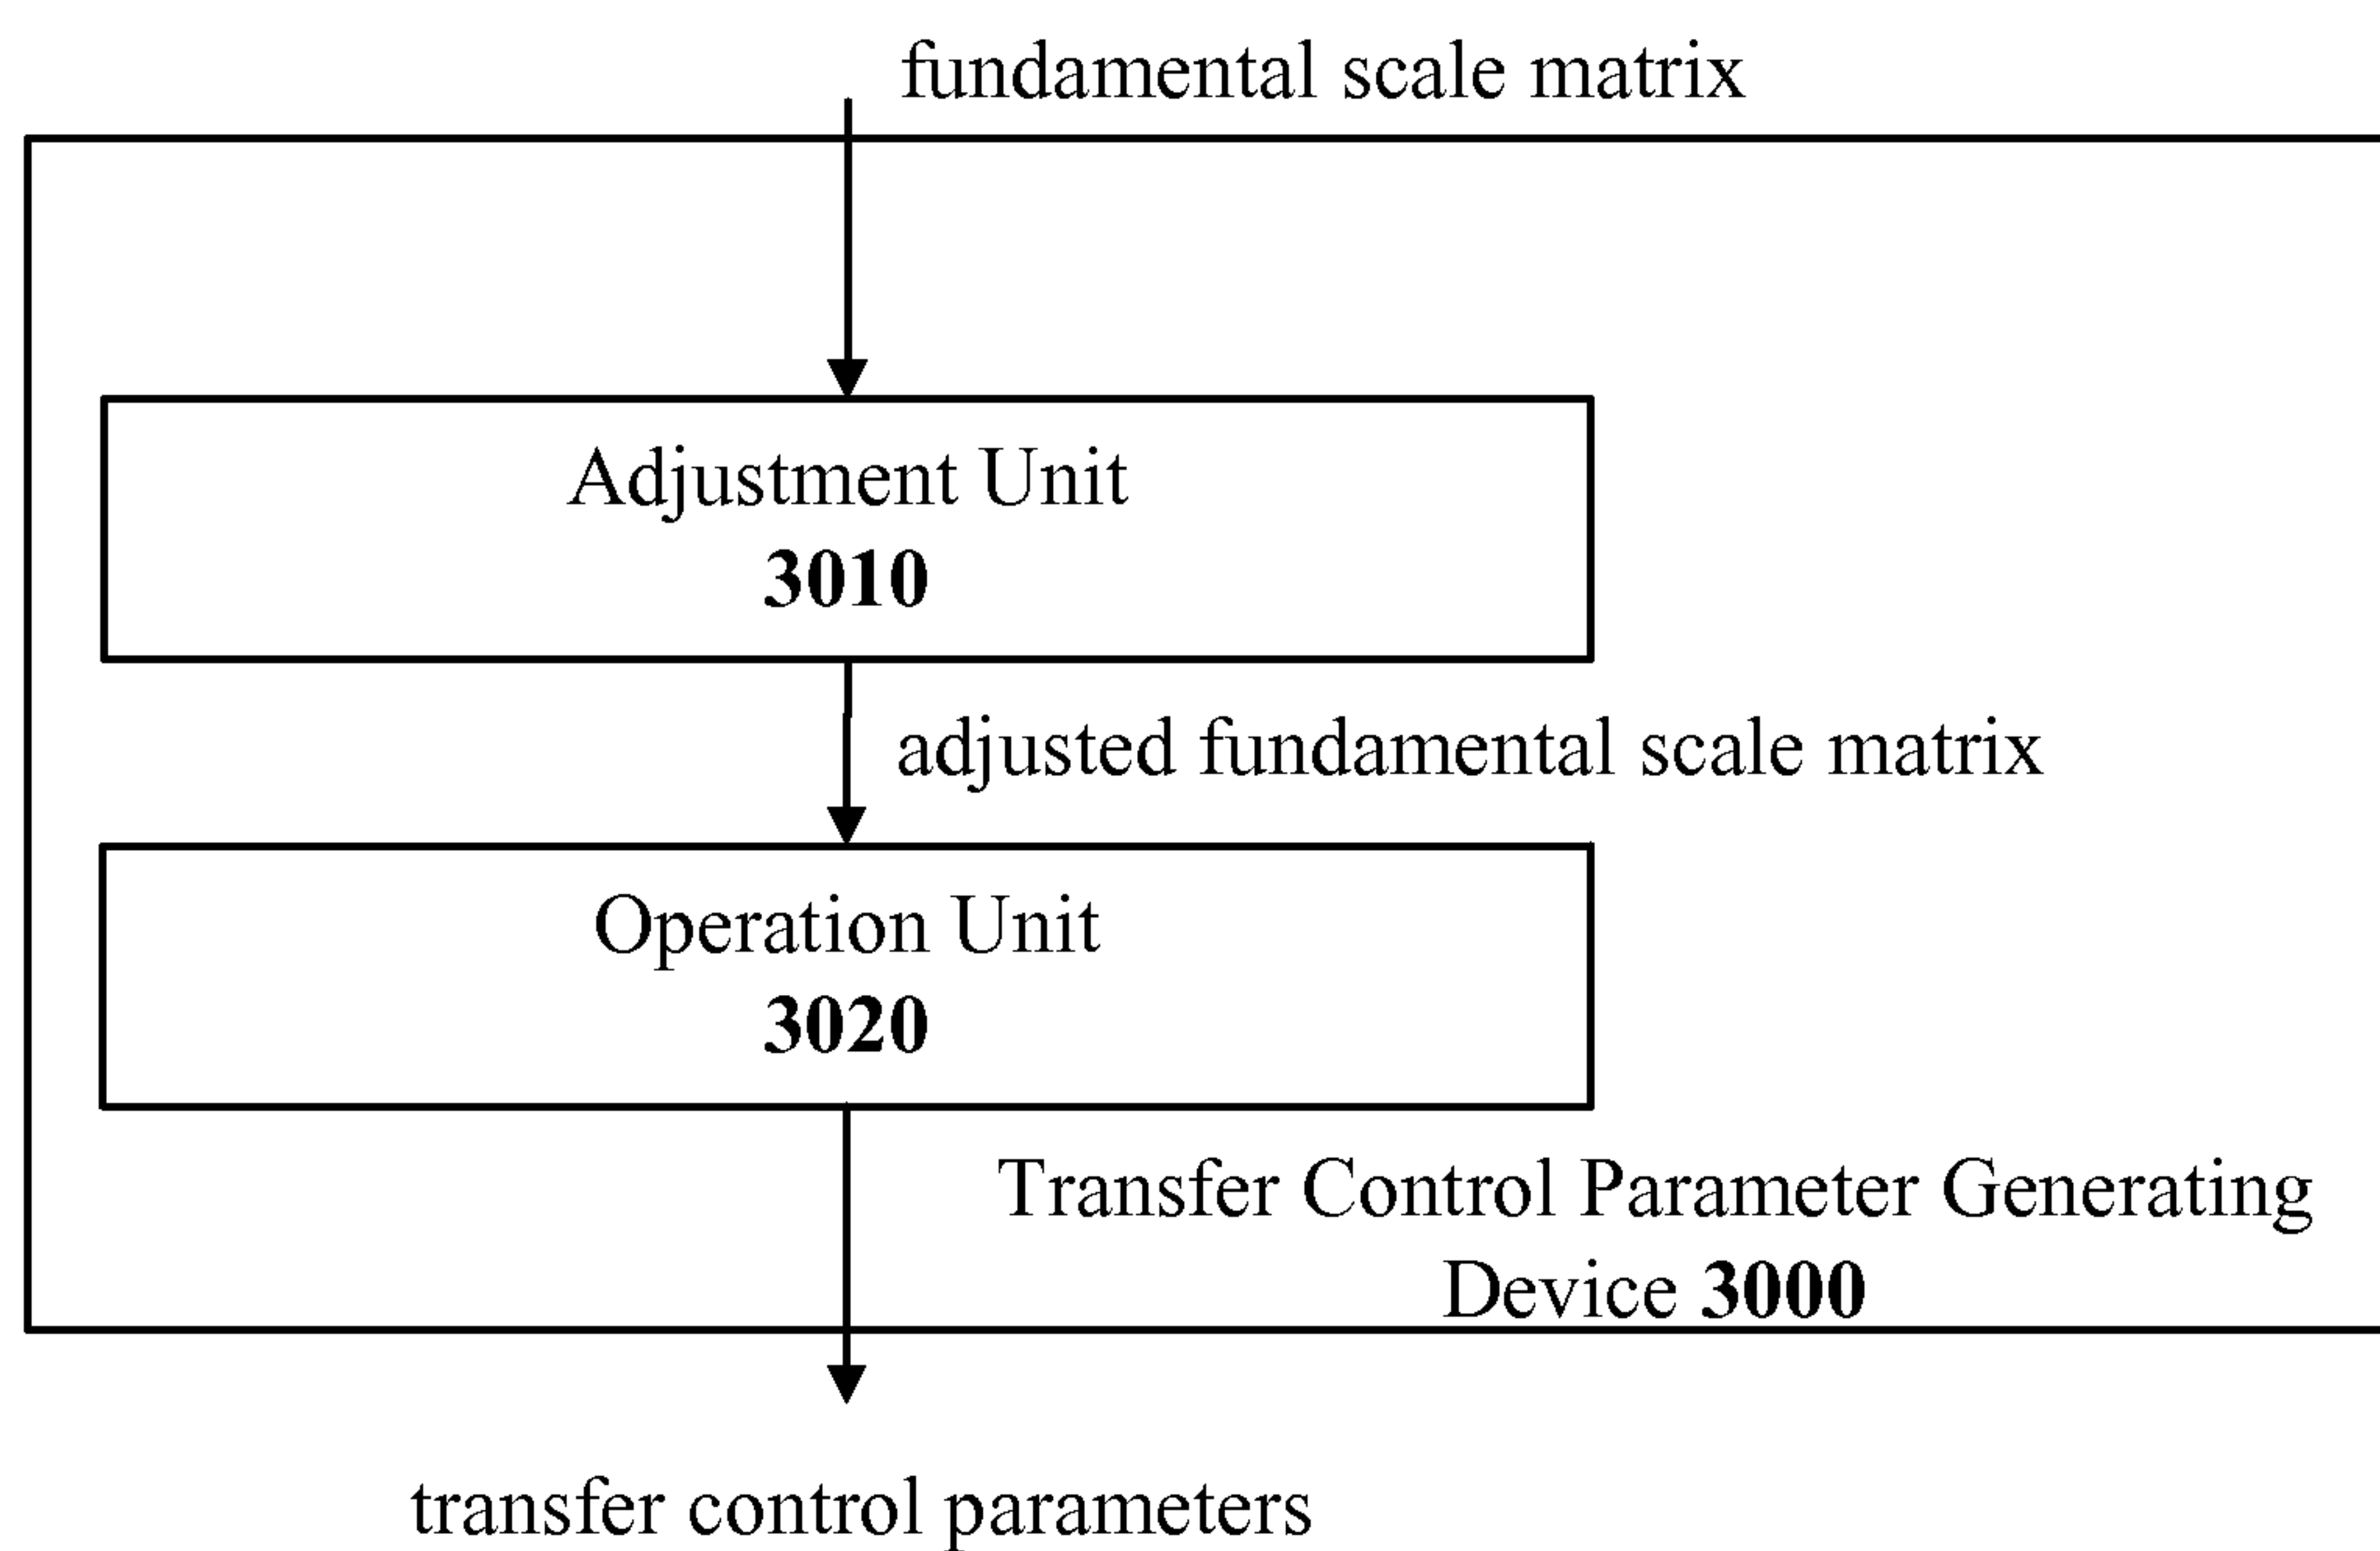 fundamental scale matrix
Adjustment Unit
3010
adjusted fundamental scale matrix
Operation Unit
3020
Transfer Control Parameter Generating
Device 3000
transfer control parameters